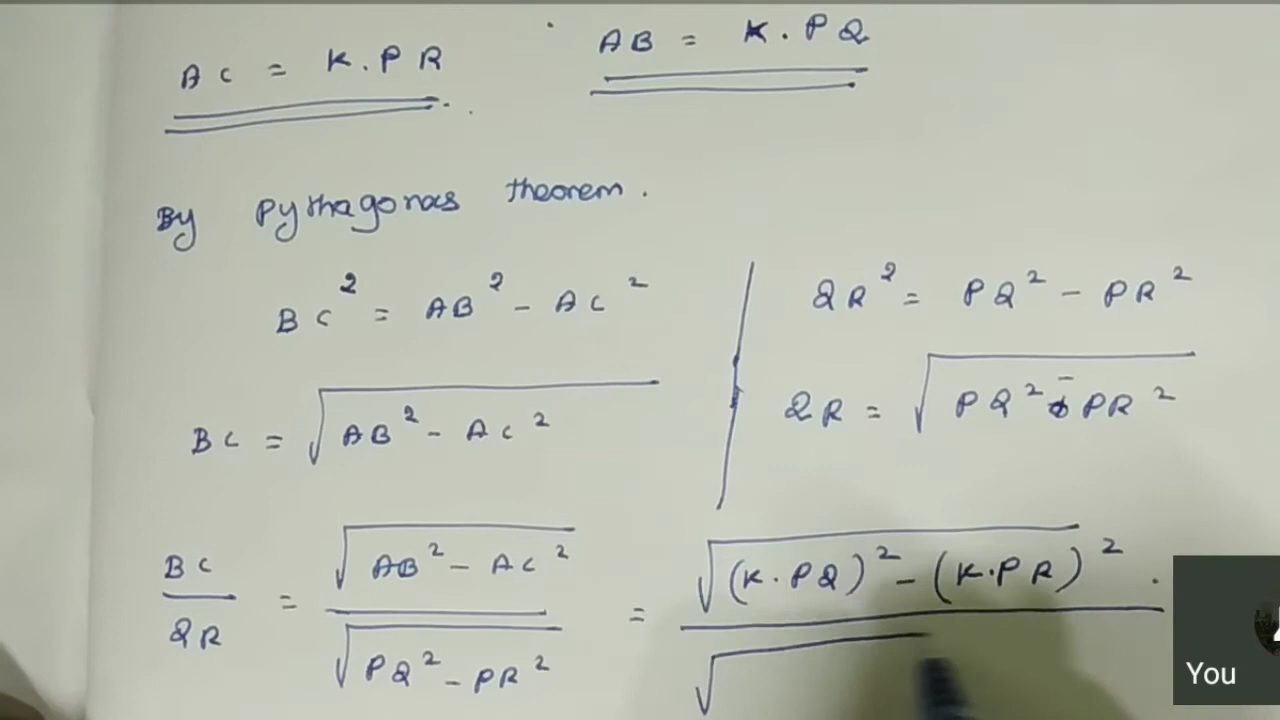 AC = K.PR AB = K.PQ
By Pythagoras theorem.
BC² = AB² - AC² QR² = PQ² - PR²
BC = √(AB² - AC²) QR = √(PQ² - PR²)
BC/QR = √(AB² - AC²)/√(PQ² - PR²) = √((K.PQ)² - (K.PR)²)/√
You